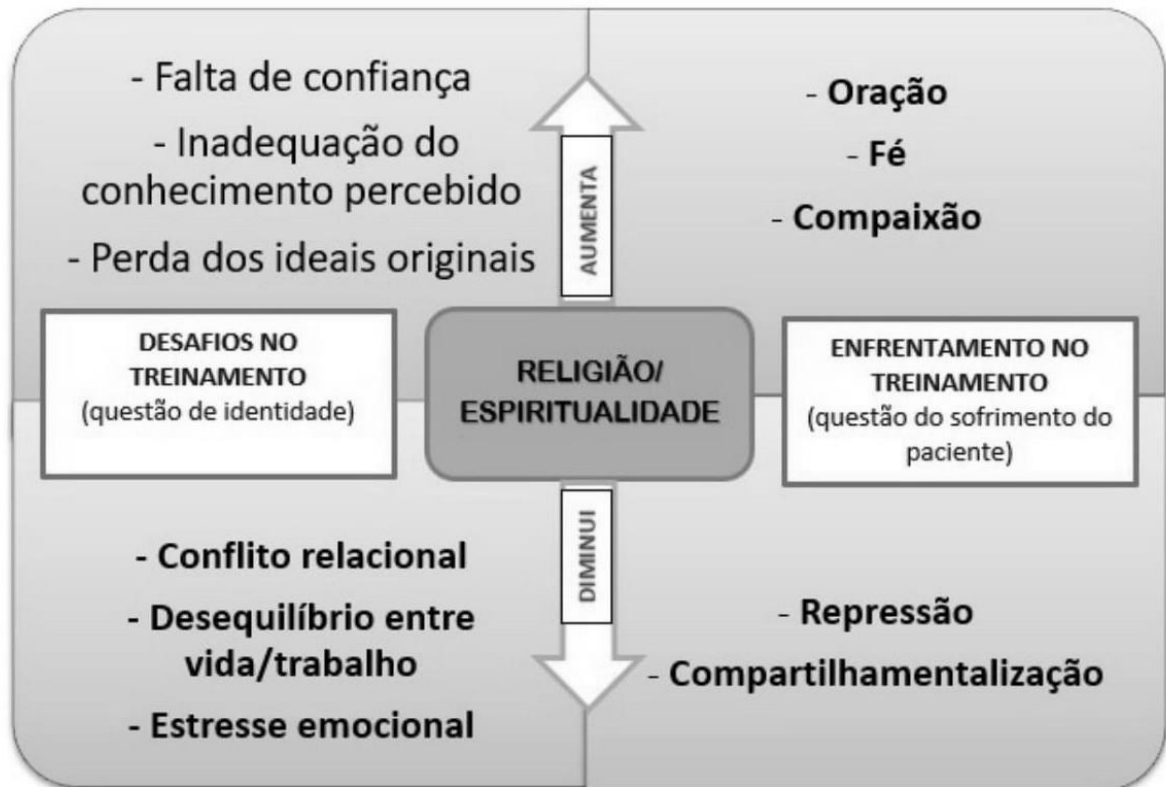 - Falta de confiança
- Inadequação do
conhecimento percebido
- Perda dos ideais originais
AUMENTA
- Oração
- Fé
- Compaixão
DESAFIOS NO
TREINAMENTO
(questão de identidade)
RELIGIÃO/
ESPIRITUALIDADE
ENFRENTAMENTO NO
TREINAMENTO
(questão do sofrimento do
paciente)
- Conflito relacional
- Desequilíbrio entre
vida/trabalho
- Estresse emocional
DIMINUI
- Repressão
- Compartilhamentalização